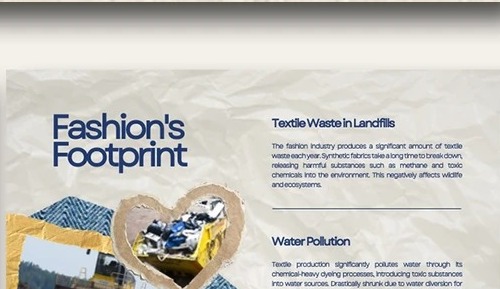 Fashion's
Footprint
Textile Waste in Landfills
The fashion industry produces a significant amount of textile
waste each year. Synthetic fabrics take a long time to break down,
releasing harmful substances such as methane and toxic
chemicals into the environment. This negatively affects wildlife
and ecosystems.
Water Pollution
Textile production significantly pollutes water through its
chemical-heavy dyeing processes, introducing toxic substances
into water sources. Drastically shrunk due to water diversion for